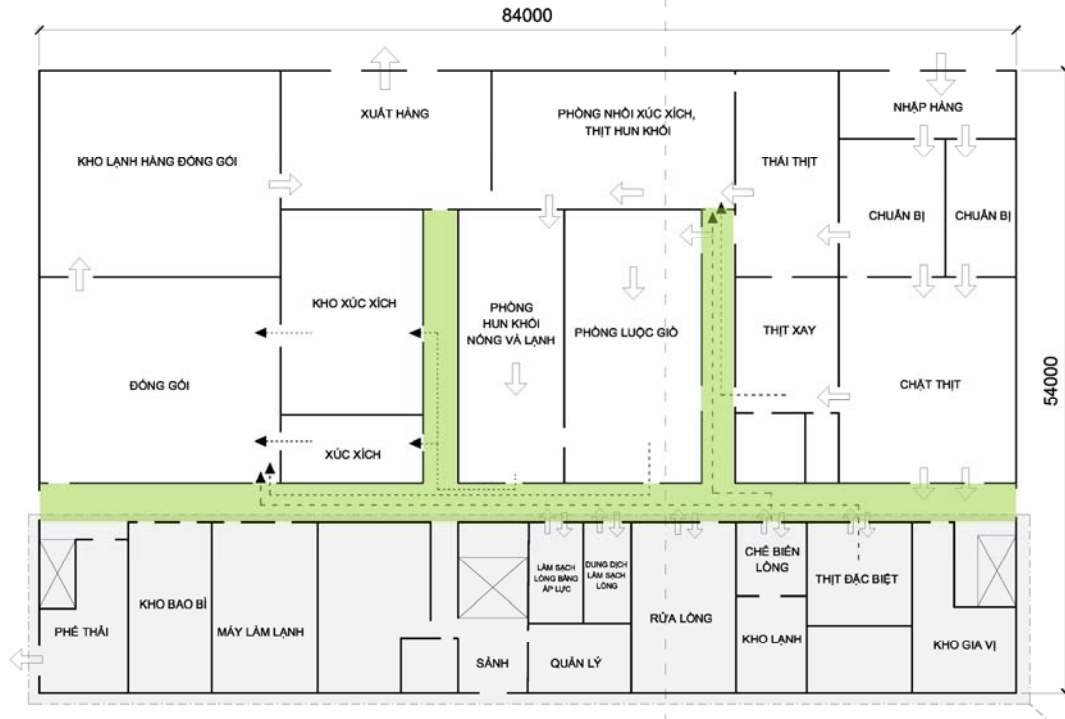 84000
XUẤT HÀNG
PHÒNG NHỒI XÚC XÍCH,
THỊT HUN KHÓI
NHẬP HÀNG
KHO LẠNH HÀNG ĐÓNG GÓI
THÁI THỊT
CHUẨN BỊ
CHUẨN BỊ
KHO XÚC XÍCH
PHÒNG
HUN KHÓI
NÓNG VÀ LẠNH
PHÒNG LUỘC GIÒ
THỊT XAY
ĐÓNG GÓI
CHẶT THỊT
54000
XÚC XÍCH
PHẾ THẢI
KHO BAO BÌ
MÁY LÀM LẠNH
SẢNH
LÀM SẠCH
LÒNG BẰNG
ÁP LỰC
DUNG DỊCH
LÀM SẠCH
LÒNG
QUẢN LÝ
RỬA LÒNG
CHẾ BIẾN
LÒNG
KHO LẠNH
THỊT ĐẶC BIỆT
KHO GIA VỊ